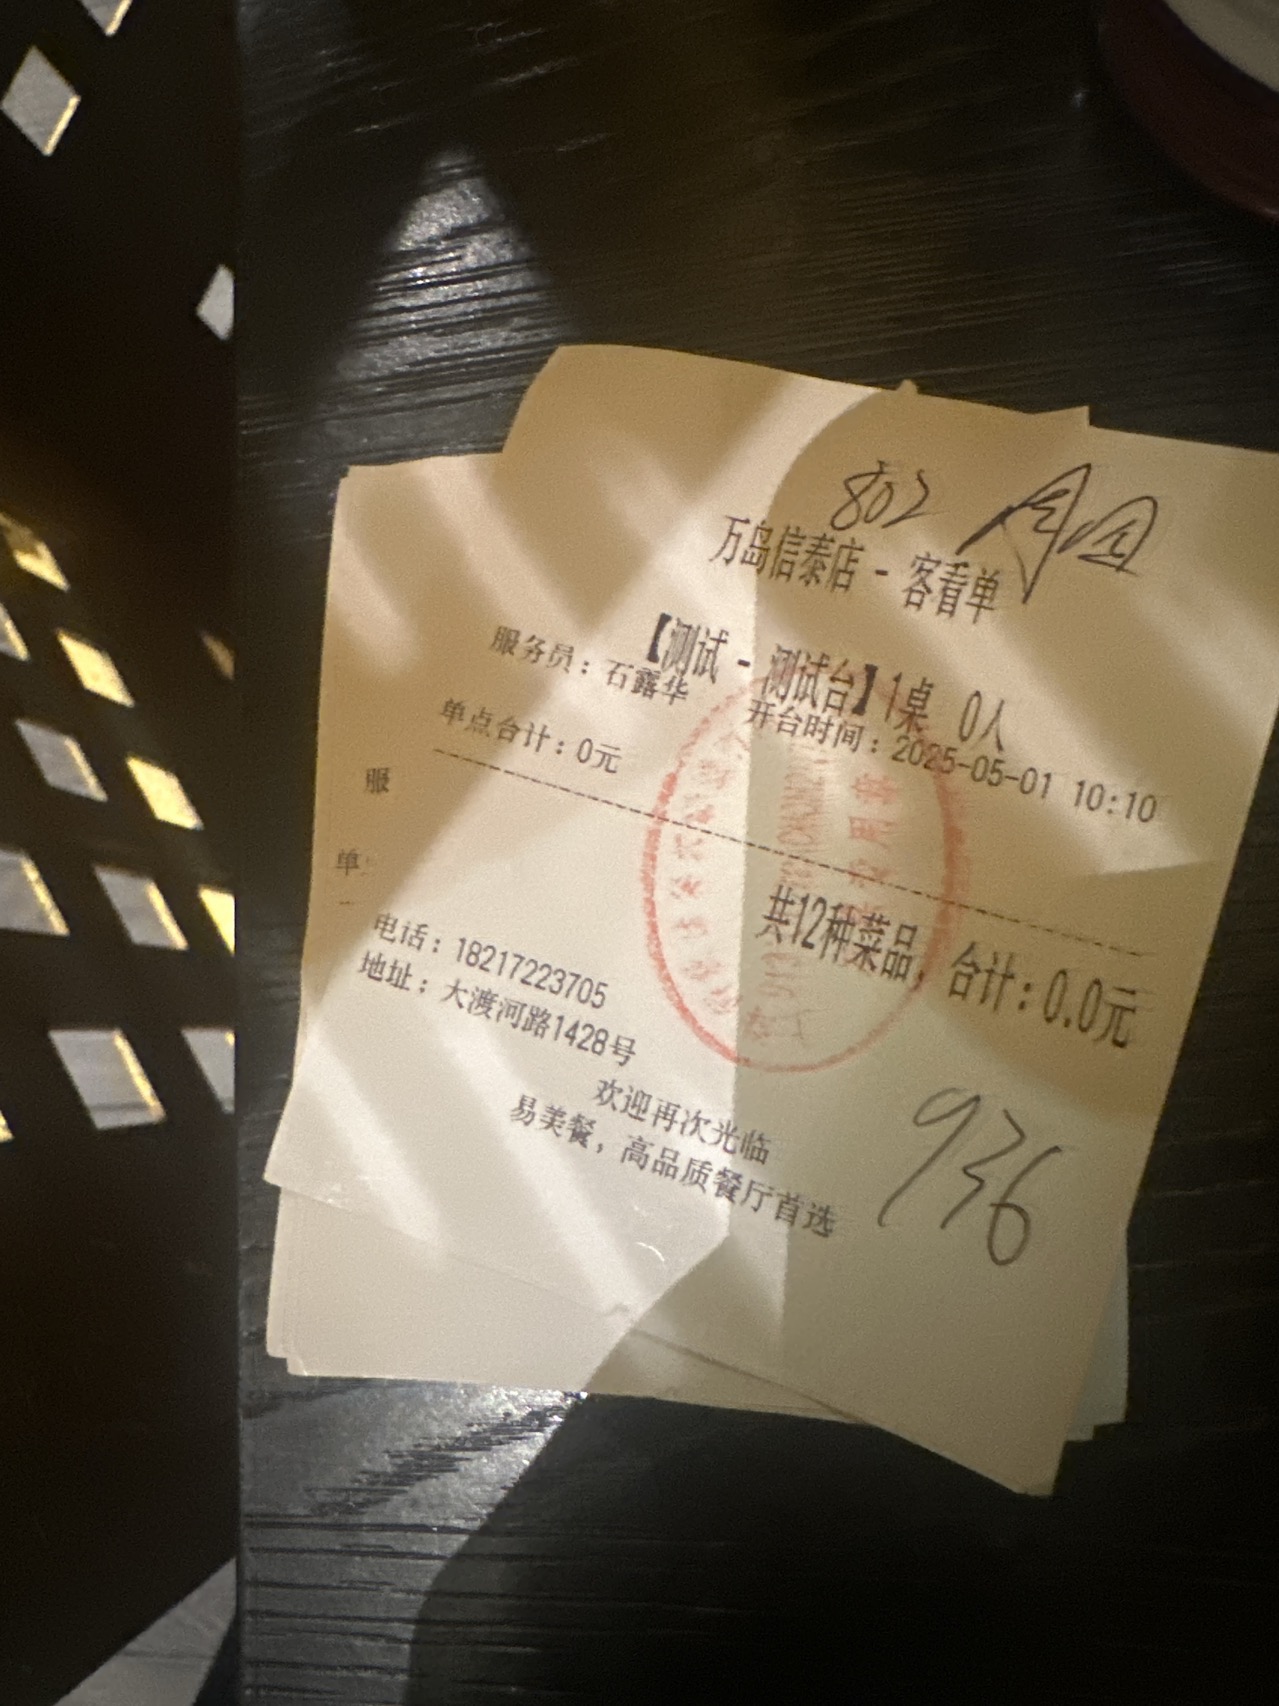 802
万岛信泰店 - 客看单
【测试 - 测试台】1桌 0人
服务员：石露华
开台时间：2025-05-01 10:10
单点合计：0元
服
单
共12种菜品，合计：0.0元
电话：18217223705
地址：大渡河路1428号
欢迎再次光临
易美餐，高品质餐厅首选
936